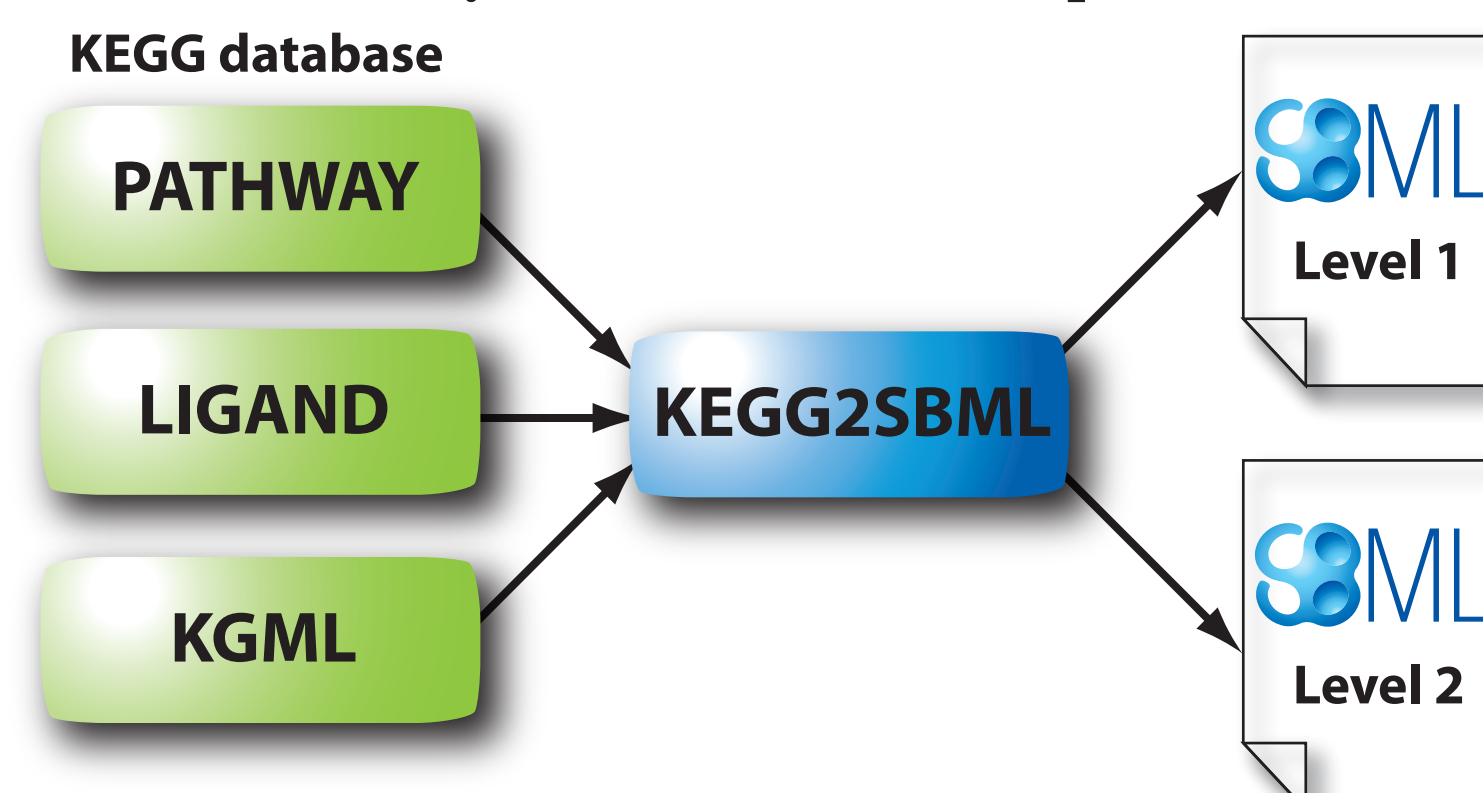 KEGG database
PATHWAY
LIGAND
KGML
KEGG2SBML
SBML
Level 1
SBML
Level 2